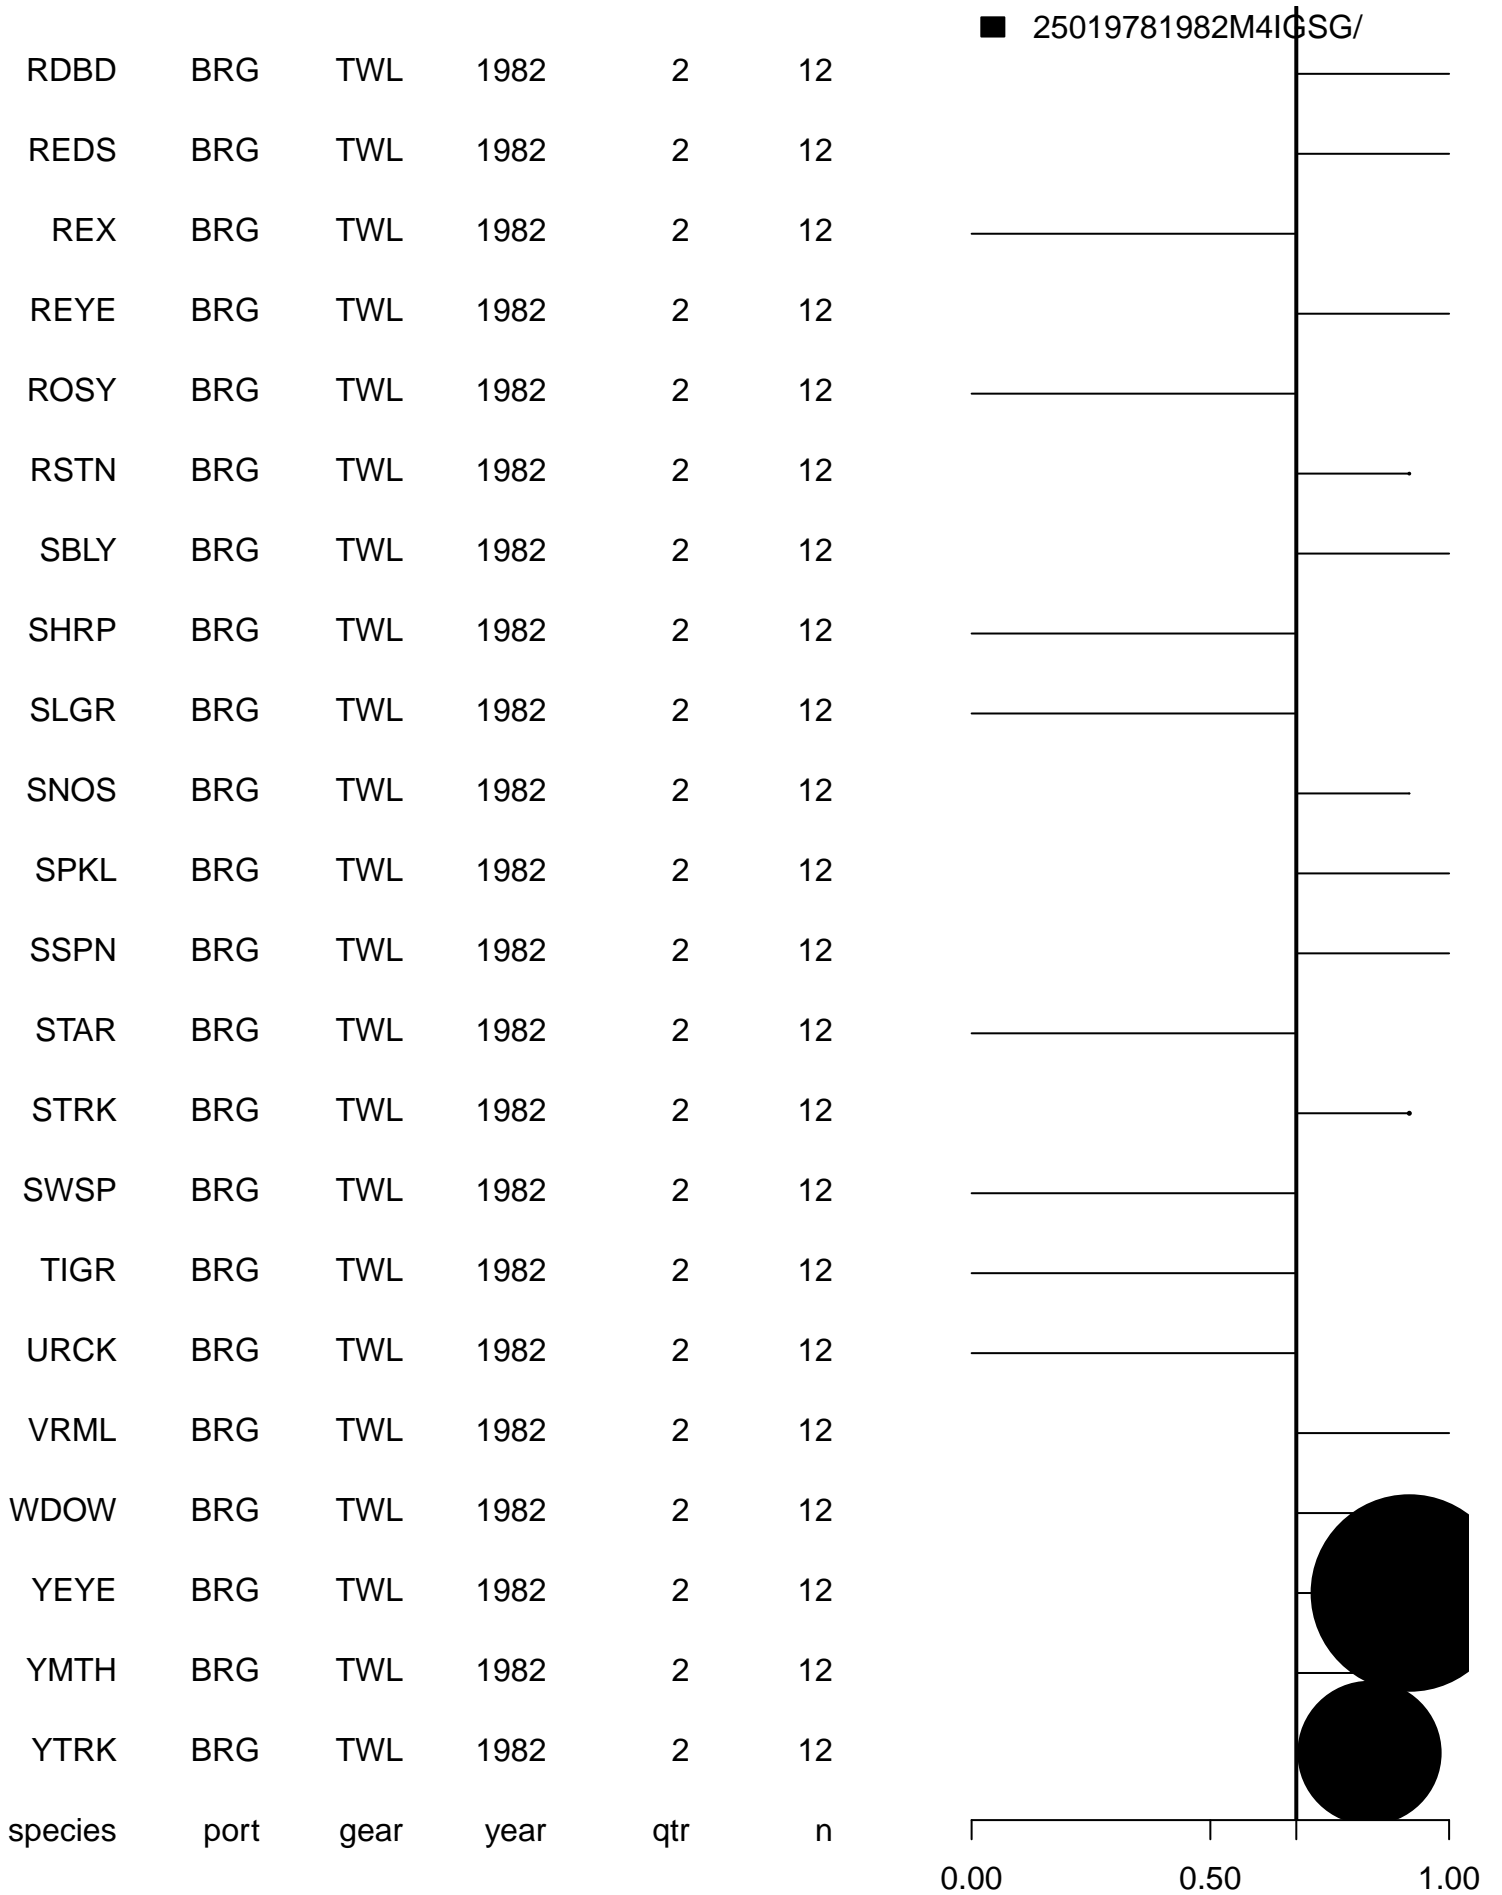 25019781982M4IGSG/
RDBD BRG TWL 1982 2 12
REDS BRG TWL 1982 2 12
REX BRG TWL 1982 2 12
REYE BRG TWL 1982 2 12
ROSY BRG TWL 1982 2 12
RSTN BRG TWL 1982 2 12
SBLY BRG TWL 1982 2 12
SHRP BRG TWL 1982 2 12
SLGR BRG TWL 1982 2 12
SNOS BRG TWL 1982 2 12
SPKL BRG TWL 1982 2 12
SSPN BRG TWL 1982 2 12
STAR BRG TWL 1982 2 12
STRK BRG TWL 1982 2 12
SWSP BRG TWL 1982 2 12
TIGR BRG TWL 1982 2 12
URCK BRG TWL 1982 2 12
VRML BRG TWL 1982 2 12
WDOW BRG TWL 1982 2 12
YEYE BRG TWL 1982 2 12
YMTH BRG TWL 1982 2 12
YTRK BRG TWL 1982 2 12
species port gear year qtr n
0.00 0.50 1.00